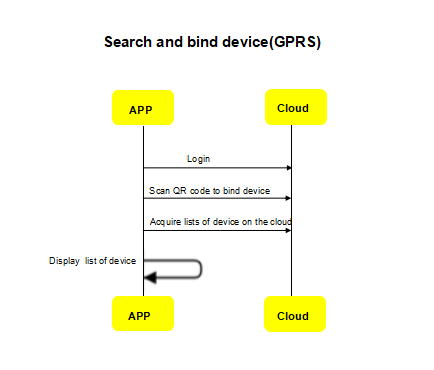 Search and bind device(GPRS)
APP
Cloud
Login
Scan QR code to bind device
Acquire lists of device on the cloud
Display list of device
APP
Cloud